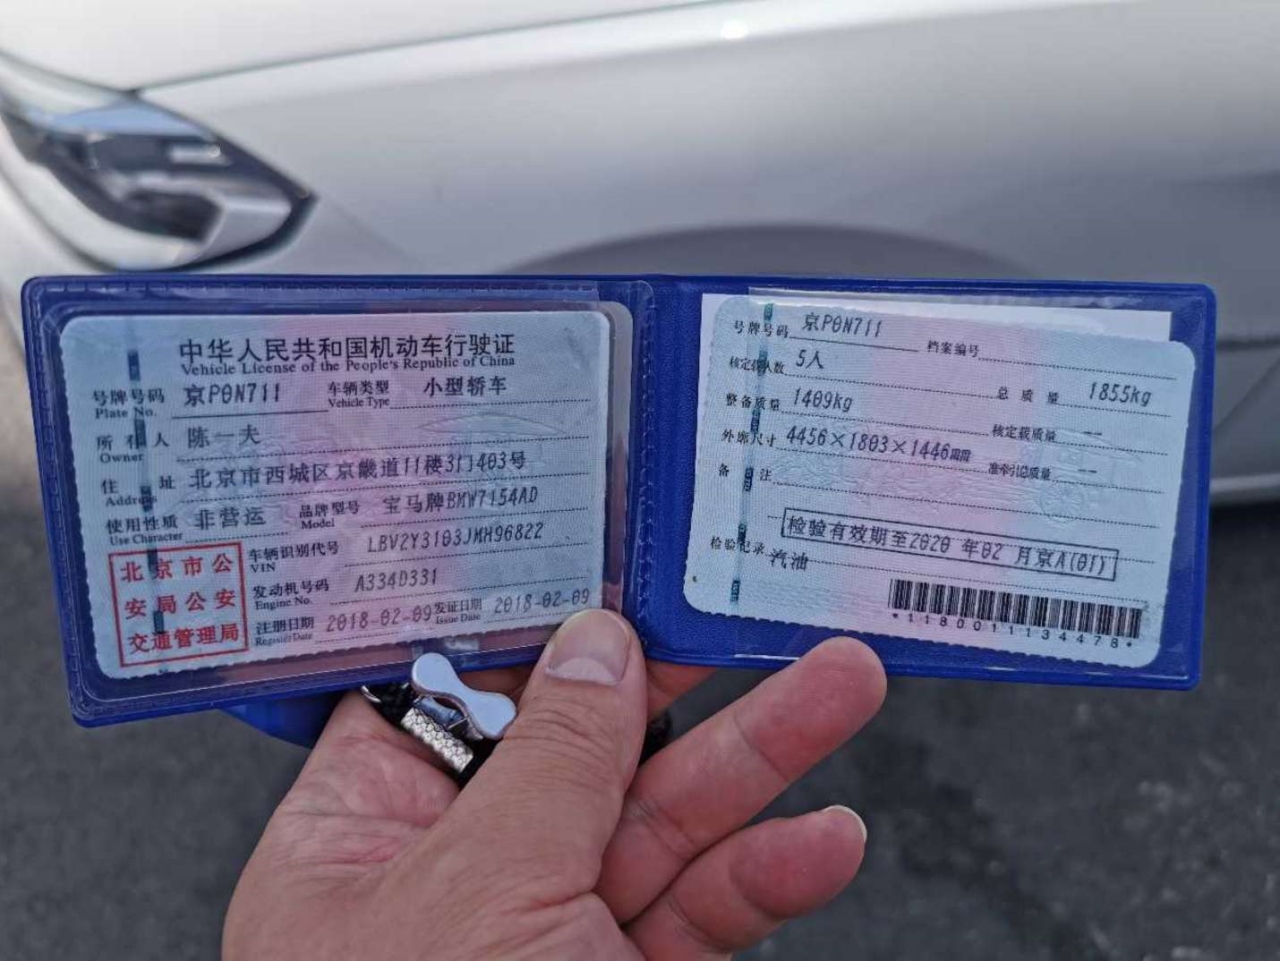 中华人民共和国机动车行驶证
Vehicle License of the People's Republic of China
号牌号码 京P0N711 车辆类型 小型轿车
Plate No. Vehicle Type
所有人 陈一夫
Owner
住址 北京市西城区京畿道11楼3门403号
Address
使用性质 非营运 品牌型号 宝马牌BMW7154AD
Use Character Model
北京市公
安局公安
交通管理局
车辆识别代号 LBV2Y3103JMH96822
VIN
发动机号码 A334D331
Engine No.
注册日期 2018-02-09 发证日期 2018-02-09
Register Date Issue Date
号牌号码 京P0N711 档案编号
核定载人数 5人 总质量 1855kg
整备质量 1409kg 核定载质量 --
外廓尺寸 4456×1803×1446mm 准牵引总质量 --
备注
检验有效期至2020年02月京A(01)
检验记录 汽油
*1180011134478*